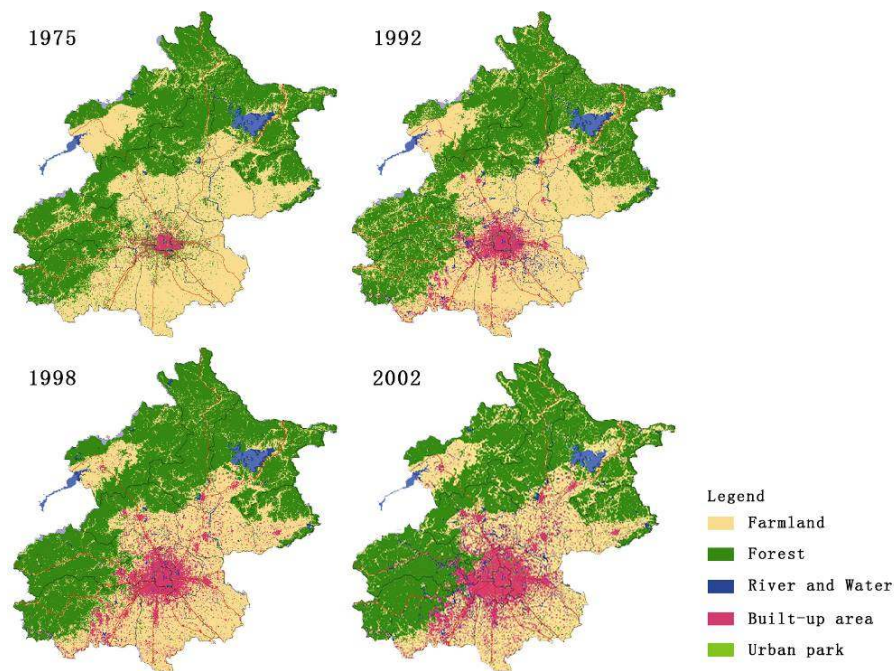 1975
1992
1998
2002
Legend
Farmland
Forest
River and Water
Built-up area
Urban park